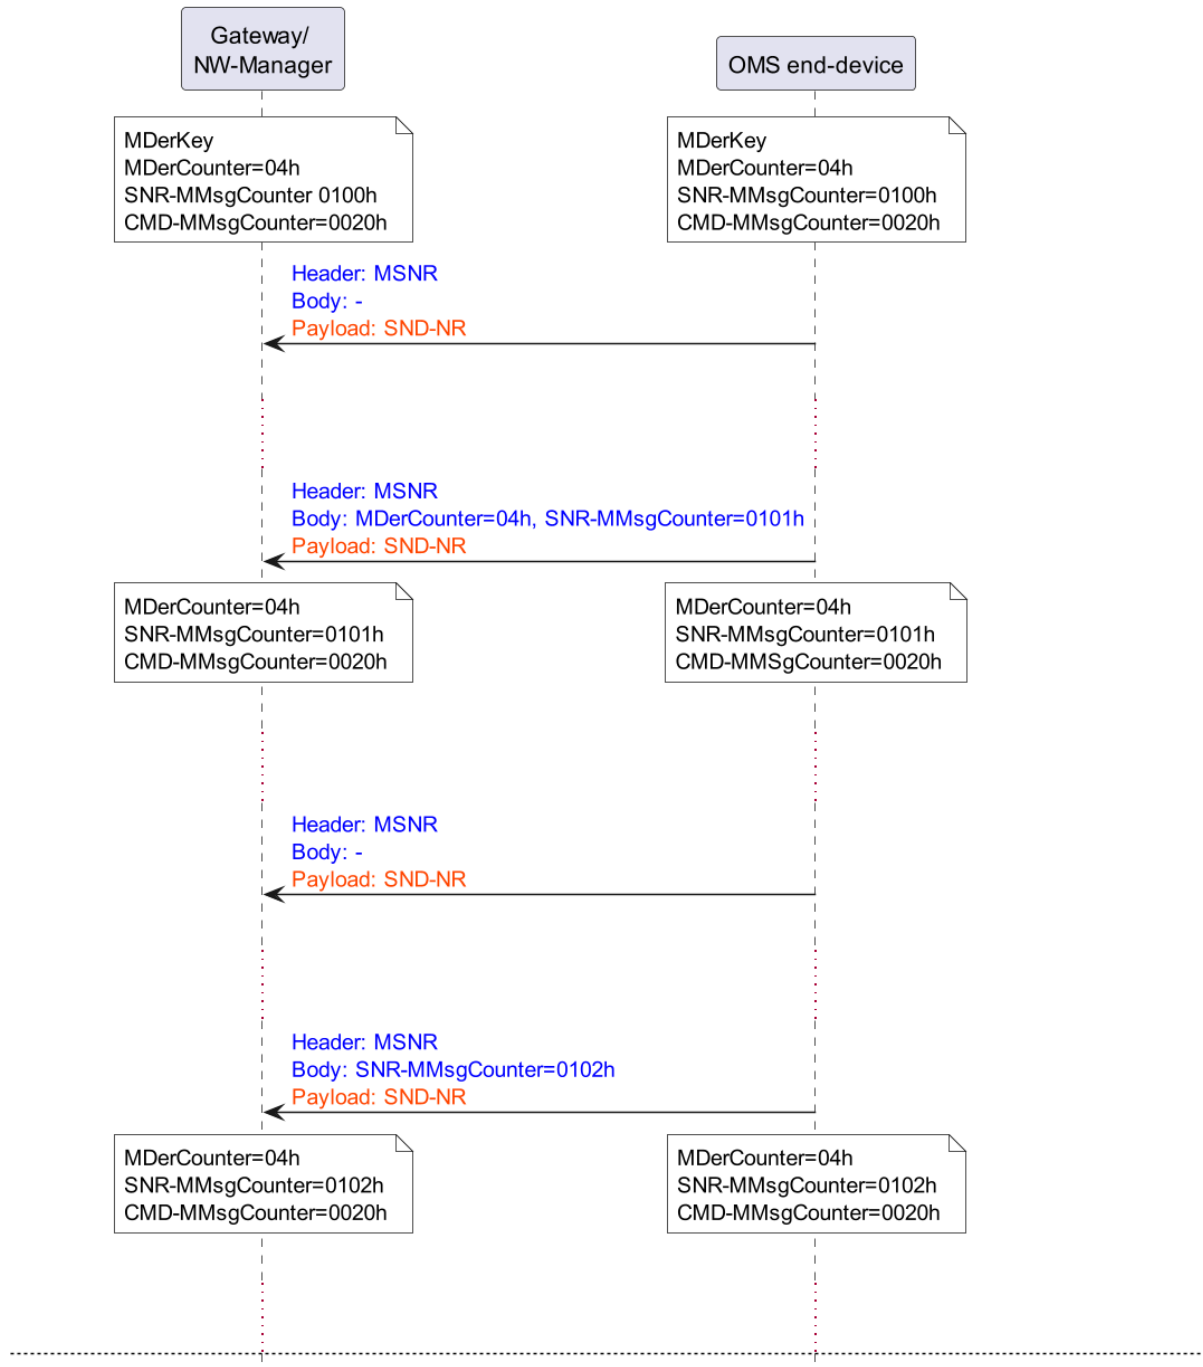 Gateway/
NW-Manager
OMS end-device
MDerKey
MDerCounter=04h
SNR-MMsgCounter 0100h
CMD-MMsgCounter=0020h
MDerKey
MDerCounter=04h
SNR-MMsgCounter=0100h
CMD-MMsgCounter=0020h
Header: MSNR
Body: -
Payload: SND-NR
Header: MSNR
Body: MDerCounter=04h, SNR-MMsgCounter=0101h
Payload: SND-NR
MDerCounter=04h
SNR-MMsgCounter=0101h
CMD-MMsgCounter=0020h
MDerCounter=04h
SNR-MMsgCounter=0101h
CMD-MMSgCounter=0020h
Header: MSNR
Body: -
Payload: SND-NR
Header: MSNR
Body: SNR-MMsgCounter=0102h
Payload: SND-NR
MDerCounter=04h
SNR-MMsgCounter=0102h
CMD-MMsgCounter=0020h
MDerCounter=04h
SNR-MMsgCounter=0102h
CMD-MMsgCounter=0020h